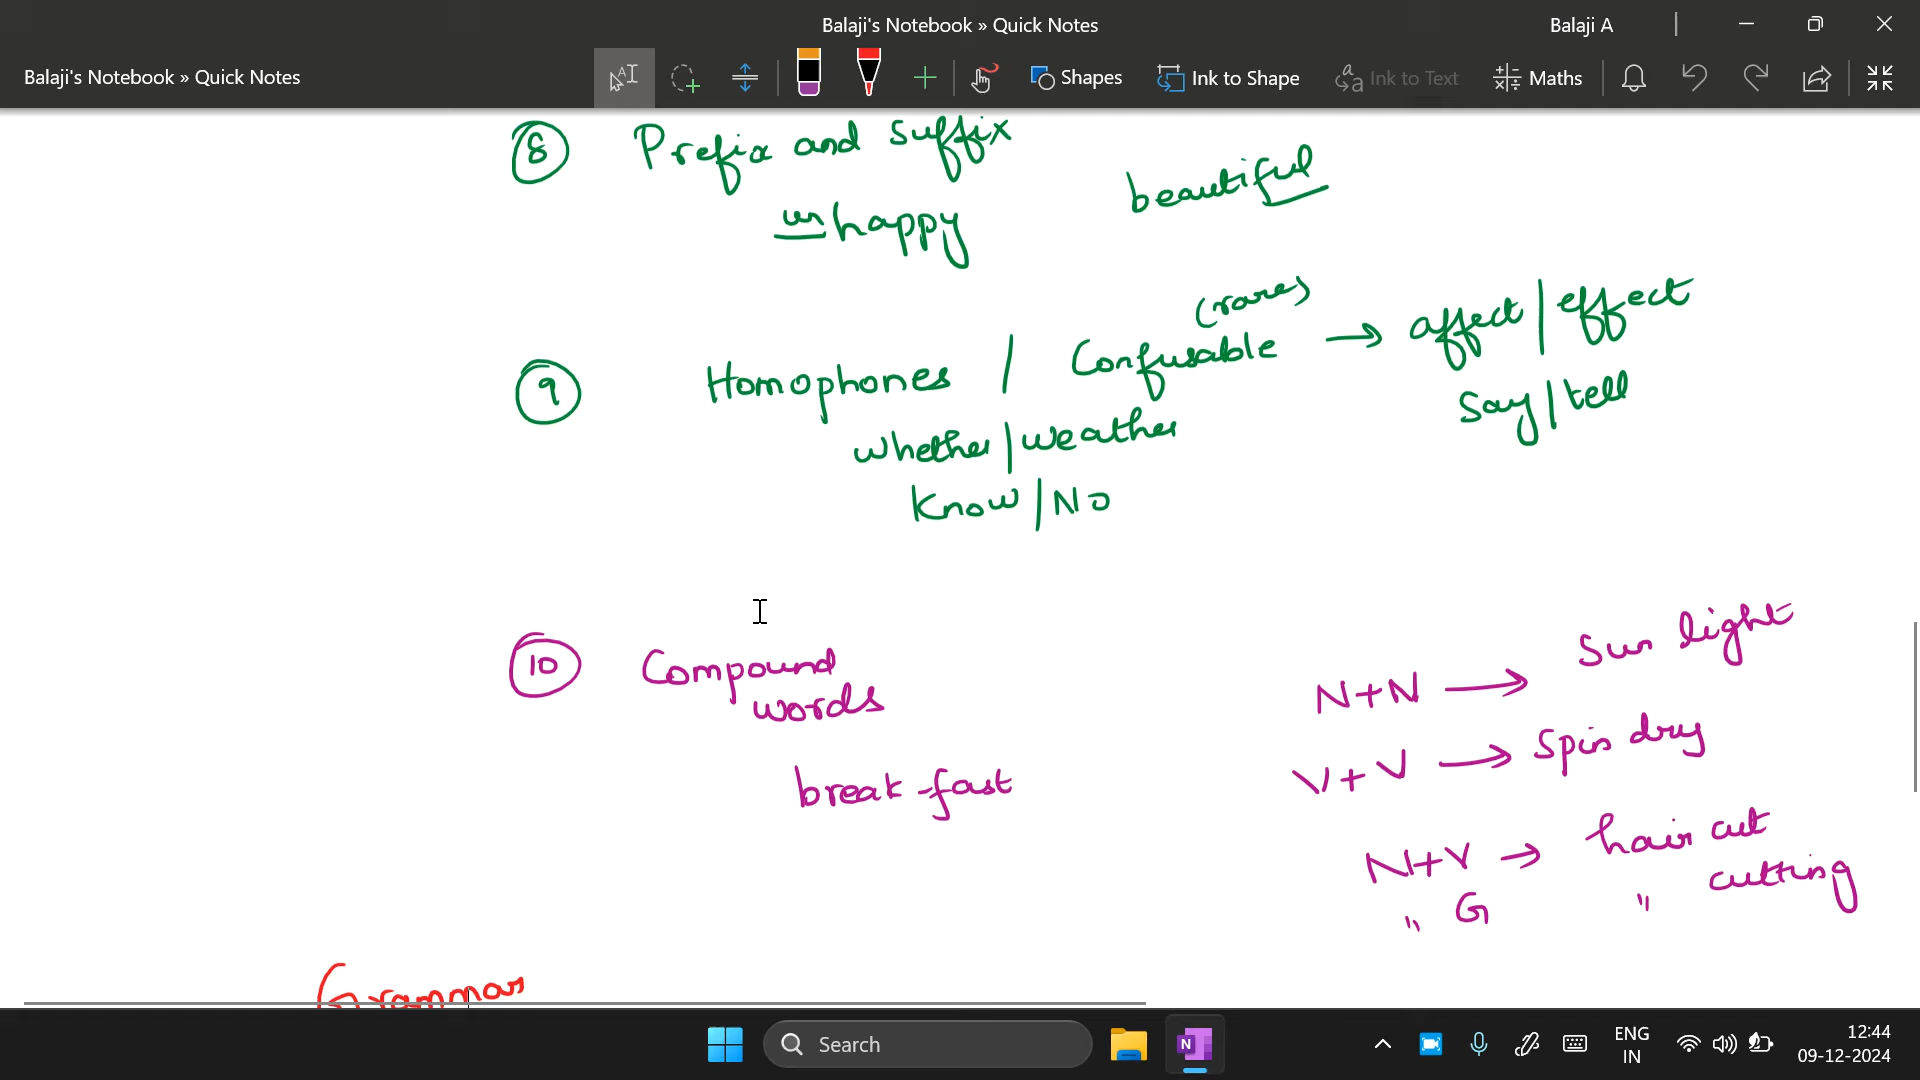 Balaji's Notebook » Quick Notes
Balaji A
Balaji's Notebook » Quick Notes
Shapes
Ink to Shape
Ink to Text
Maths
8 Prefix and suffix
beautiful
unhappy
9 Homophones / Confusable (rare) → affect/effect
say/tell
whether/weather
know/No
10 Compound words
break-fast
N+N → Sun light
V+V → Spin dry
N+V → hair cut
" G " cutting
Grammar
Search
N
ENG
IN
12:44
09-12-2024